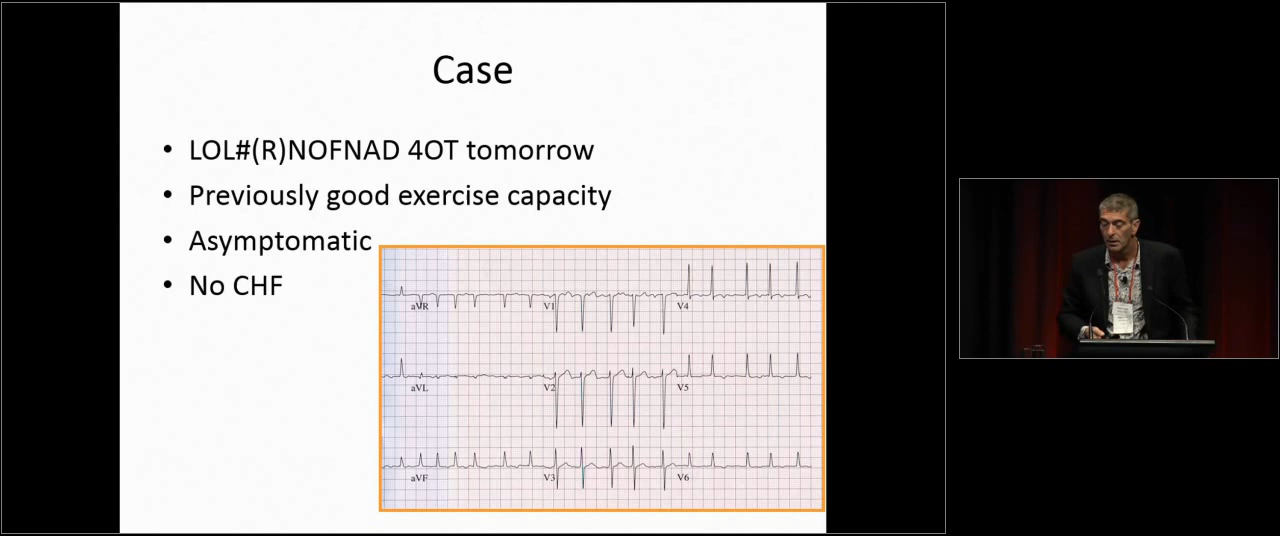 Case
• LOL#(R)NOFNAD 4OT tomorrow
• Previously good exercise capacity
• Asymptomatic
• No CHF
aVR V1 V4
aVL V2 V5
aVF V3 V6